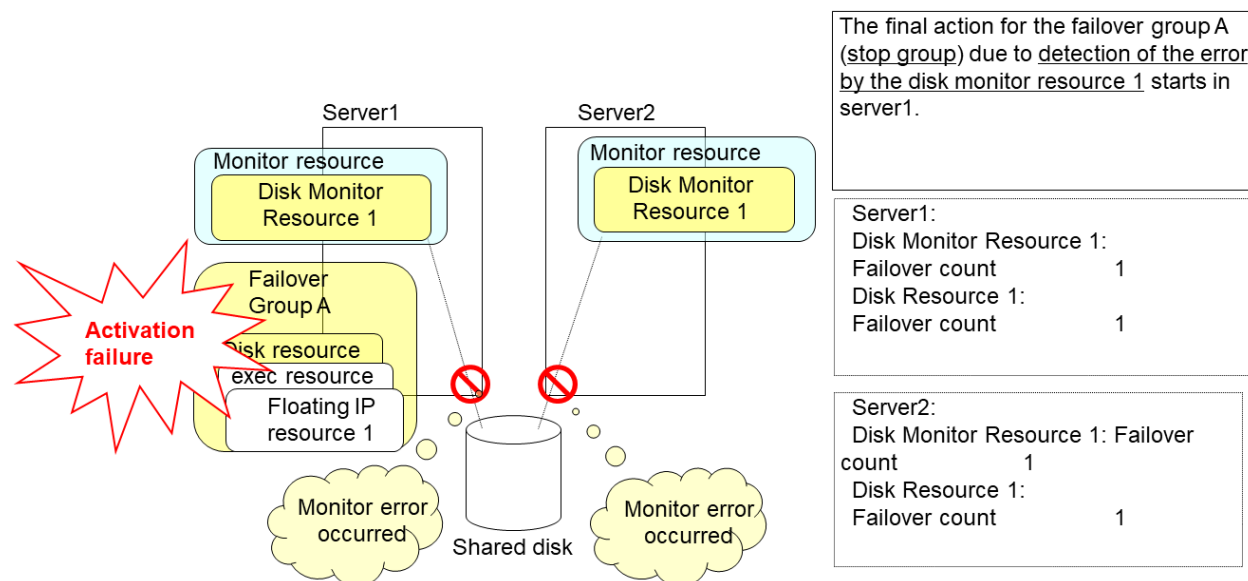 Server1
Monitor resource
Disk Monitor
Resource 1
Failover
Group A
Activation
failure
Disk resource
exec resource
Floating IP
resource 1
Monitor error
occurred
Shared disk
Server2
Monitor resource
Disk Monitor
Resource 1
Monitor error
occurred
The final action for the failover group A
(stop group) due to detection of the error
by the disk monitor resource 1 starts in
server1.
Server1:
Disk Monitor Resource 1:
Failover count 1
Disk Resource 1:
Failover count 1
Server2:
Disk Monitor Resource 1: Failover
count 1
Disk Resource 1:
Failover count 1